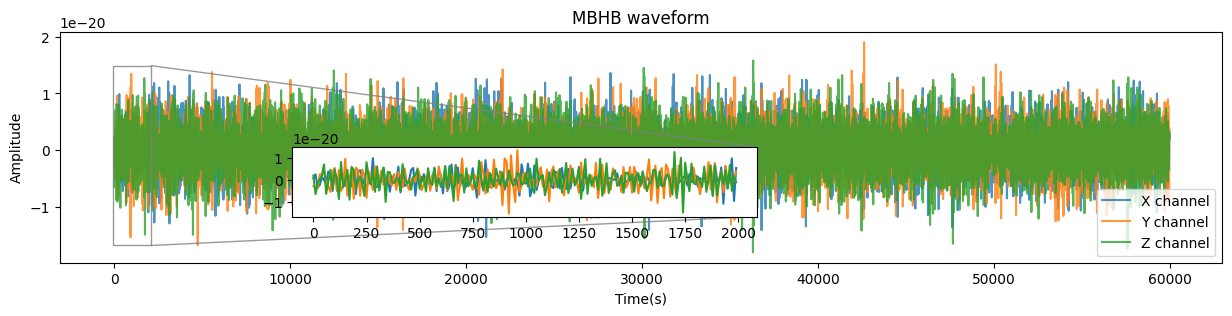 MBHB waveform
1e−20
2
1
0
−1
Amplitude
1e−20
1
0
−1
0 250 500 750 1000 1250 1500 1750 2000
X channel
Y channel
Z channel
0 10000 20000 30000 40000 50000 60000
Time(s)